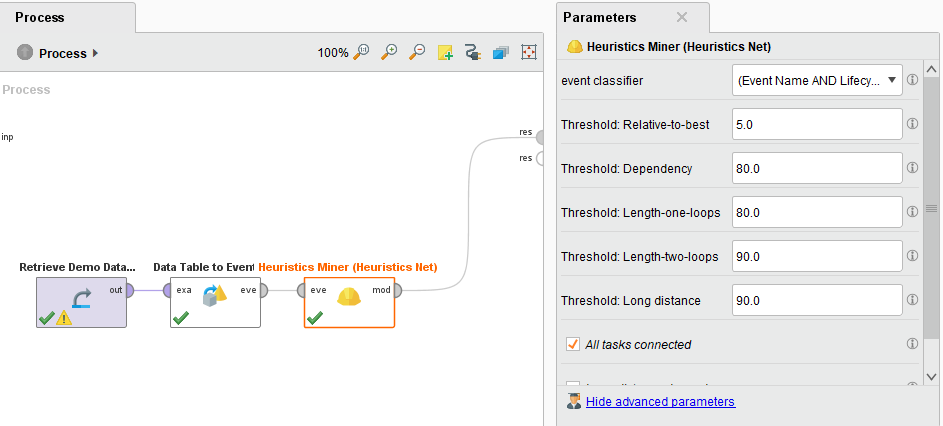 Process
Process
100%
Process
inp
res
res
Retrieve Demo Data...
Data Table to Event
Heuristics Miner (Heuristics Net)
out
exa
eve
eve
mod
Parameters
Heuristics Miner (Heuristics Net)
event classifier
(Event Name AND Lifecy...
Threshold: Relative-to-best
5.0
Threshold: Dependency
80.0
Threshold: Length-one-loops
80.0
Threshold: Length-two-loops
90.0
Threshold: Long distance
90.0
All tasks connected
Hide advanced parameters